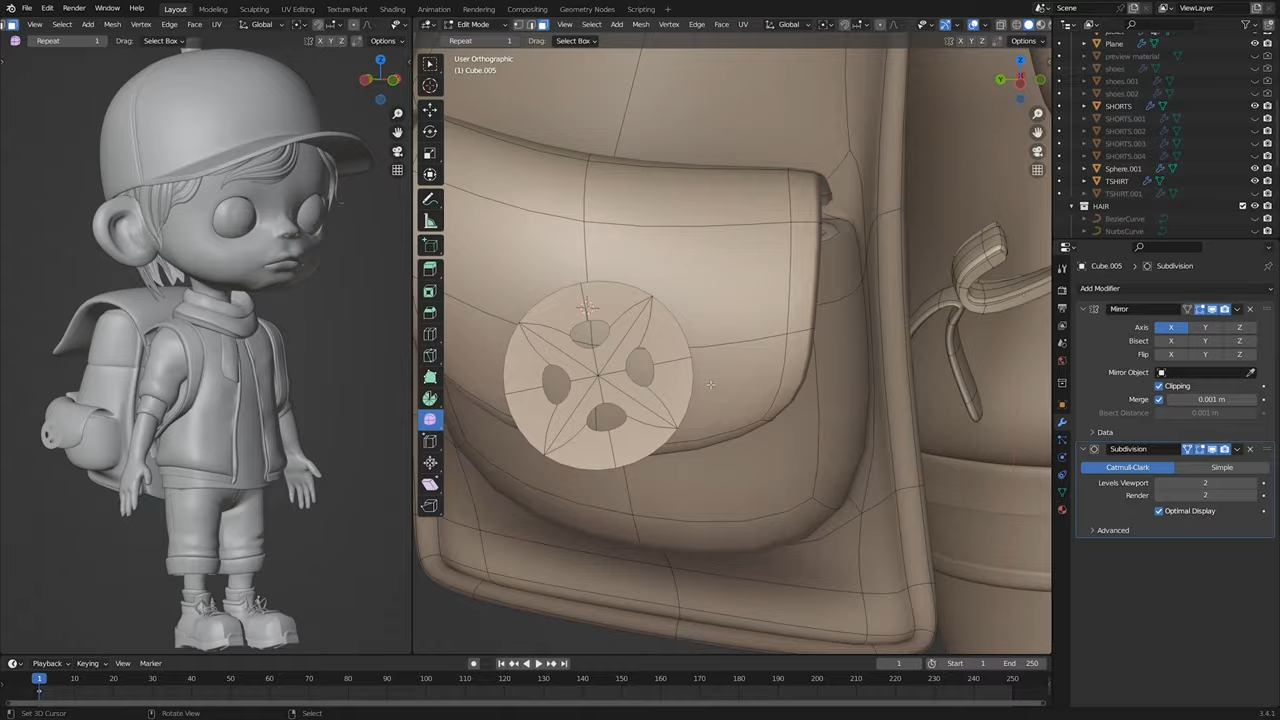 File Edit Render Window Help Layout Modeling Sculpting UV Editing Texture Paint Shading Animation Rendering Compositing Geometry Nodes Scripting + Scene ViewLayer
Add Mesh Vertex Edge Face UV Global Edit Mode View Select Add Mesh Vertex Edge Face UV Global
Repeat 1 Drag: Select Box X Y Z Options Repeat 1 Drag: Select Box X Y Z Options
User Orthographic
(1) Cube.005
Z
Z
Y
Plane
preview material
shoes
shoes.001
shoes.002
SHORTS
SHORTS.001
SHORTS.002
SHORTS.003
SHORTS.004
Sphere.001
TSHIRT
TSHIRT.001
HAIR
BezierCurve
NurbsCurve
Cube.005 > Subdivision
Add Modifier
Mirror
Axis X Y Z
Bisect X Y Z
Flip X Y Z
Mirror Object
Clipping
Merge 0.001 m
Bisect Distance 0.001 m
Data
Subdivision
Catmull-Clark Simple
Levels Viewport 2
Render 2
Optimal Display
Advanced
Playback Keying View Marker 1 Start 1 End 250
1 10 20 30 40 50 60 70 80 90 100 110 120 130 140 150 160 170 180 190 200 210 220 230 240 250
Set 3D Cursor Rotate View Select 3.4.1